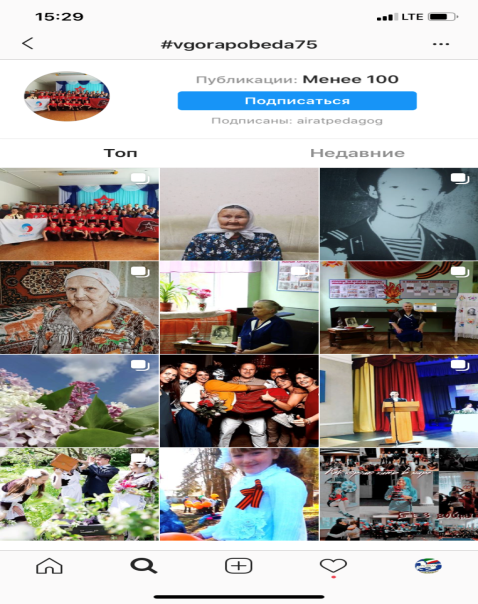 15:29
LTE
#vgorapobeda75
Публикации: Менее 100
Подписаться
Подписаны: airatpedagog
Топ
Недавние